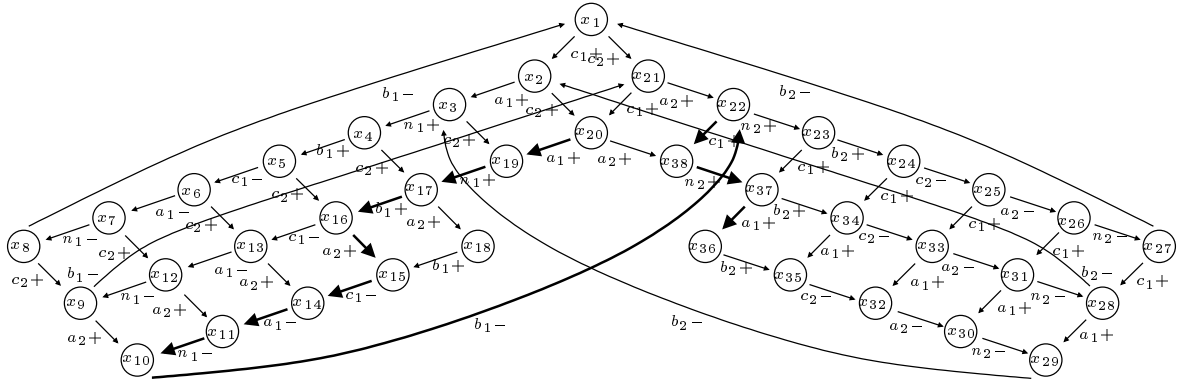 x1
c1+ c2+
x2 x21
b1− b2−
a1+ c2+ c1+ a2+
x3 x22
n1+ c2+ c1+ n2+
x4 x20 x23
b1+ c2+ a1+ a2+ c1+ b2+
x5 x19 x38 x24
c1− c2+ n1+ n2+ c1+ c2−
x6 x17 x37 x25
a1− c2+ b1+ a2+ a1+ b2+ c1+ a2−
x7 x16 x34 x26
n1− c2+ c1− a2+ a1+ c2− c1+ n2−
x8 x13 x18 x36 x33 x27
c2+ b1− a1− a2+ b1+ b2+ a1+ a2− b2− c1+
x9 x12 x15 x35 x31 x28
n1− a2+ c1− c2− a1+ n2−
x14 x32
a2+ a1− b1− b2− a2− a1+
x11 x30
n1− n2−
x10 x29